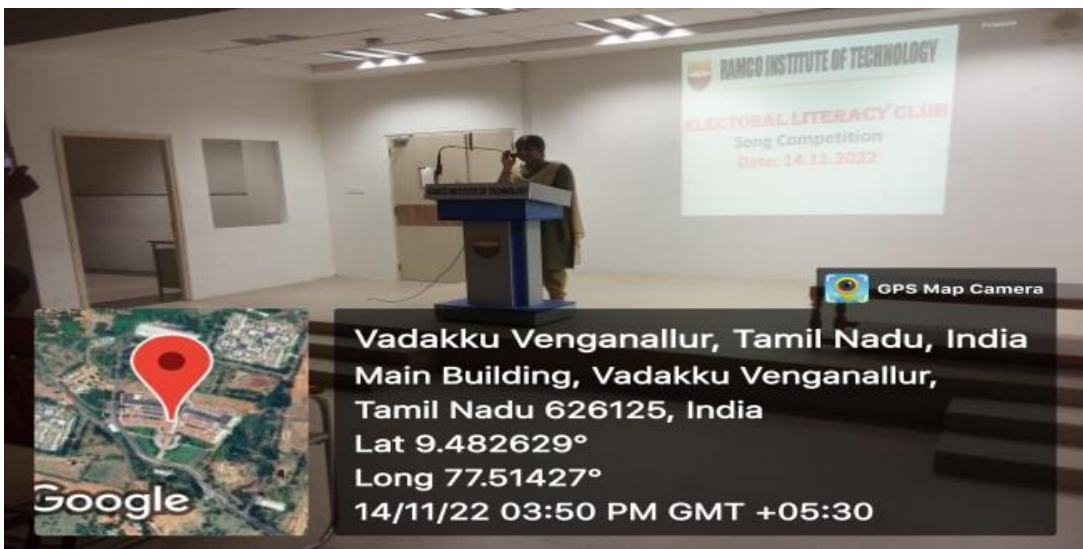 RAMCO INSTITUTE OF TECHNOLOGY
ELECTORAL LITERACY CLUB
Song Competition
Date: 14.11.2022
RAMCO INSTITUTE OF TECHNOLOGY
GPS Map Camera
Vadakku Venganallur, Tamil Nadu, India
Main Building, Vadakku Venganallur,
Tamil Nadu 626125, India
Lat 9.482629°
Long 77.51427°
14/11/22 03:50 PM GMT +05:30
Google